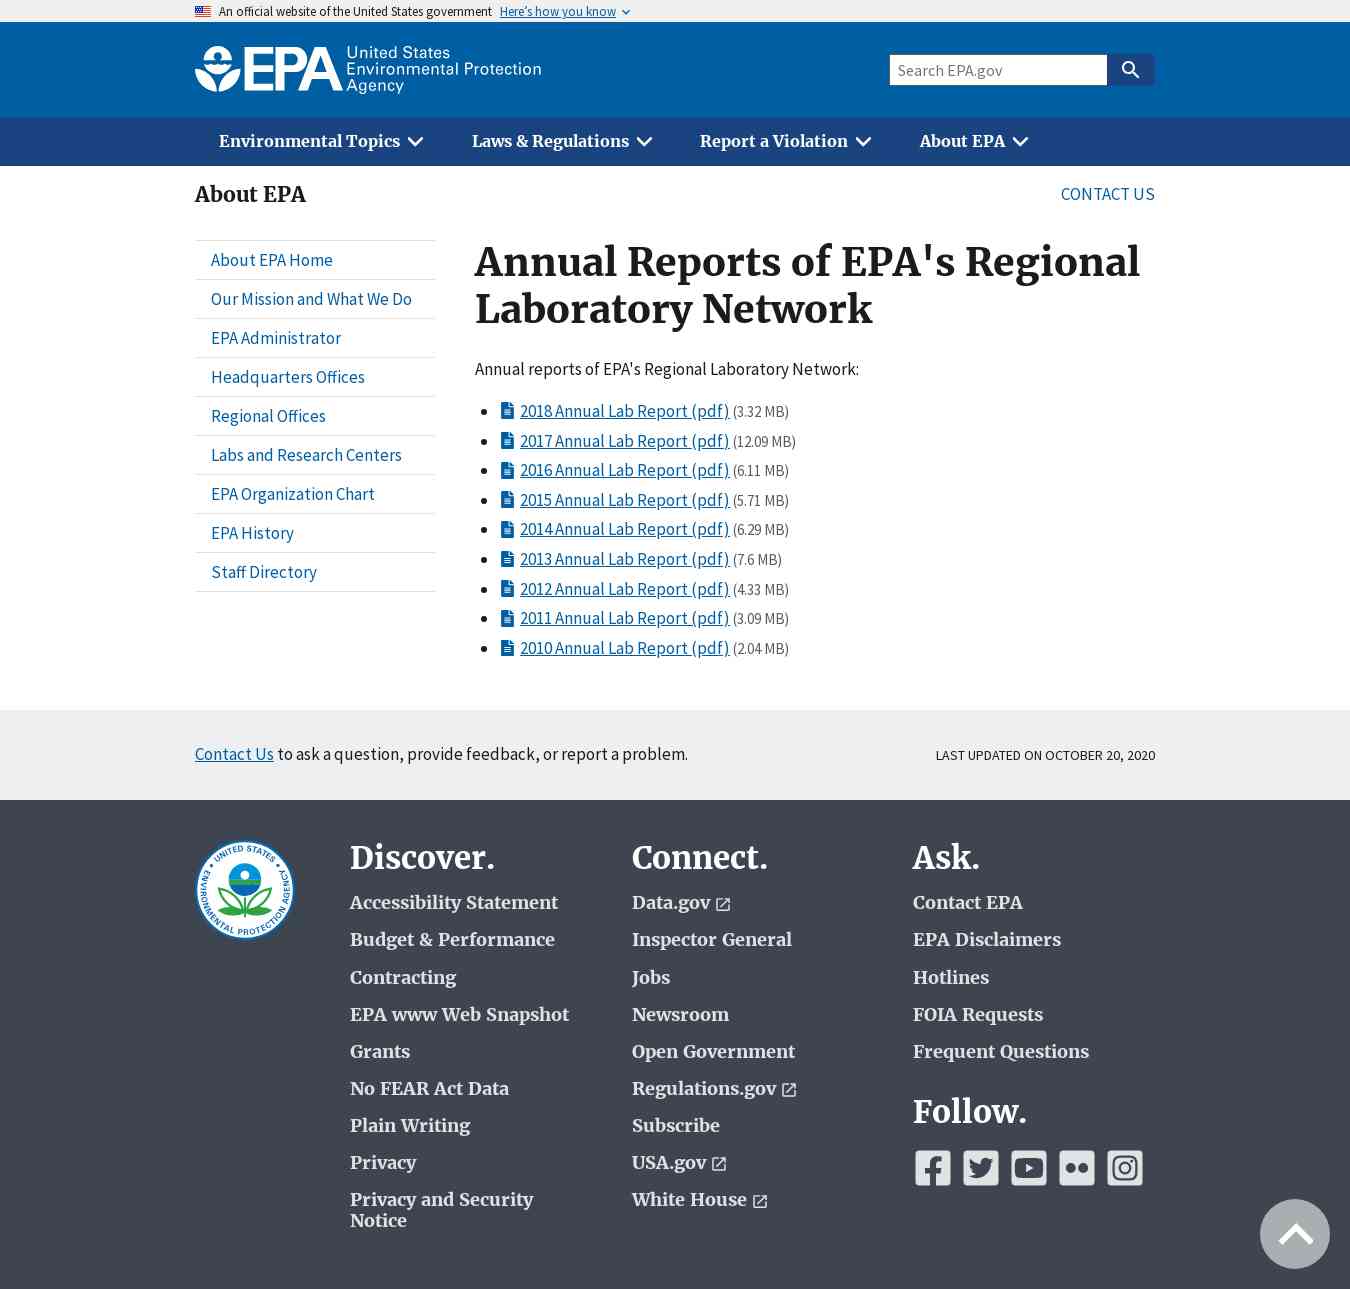 An official website of the United States government Here's how you know
EPA United States
Environmental Protection
Agency
Search EPA.gov
Environmental Topics
Laws & Regulations
Report a Violation
About EPA
About EPA
CONTACT US
About EPA Home
Our Mission and What We Do
EPA Administrator
Headquarters Offices
Regional Offices
Labs and Research Centers
EPA Organization Chart
EPA History
Staff Directory
Annual Reports of EPA's Regional
Laboratory Network
Annual reports of EPA's Regional Laboratory Network:
2018 Annual Lab Report (pdf) (3.32 MB)
2017 Annual Lab Report (pdf) (12.09 MB)
2016 Annual Lab Report (pdf) (6.11 MB)
2015 Annual Lab Report (pdf) (5.71 MB)
2014 Annual Lab Report (pdf) (6.29 MB)
2013 Annual Lab Report (pdf) (7.6 MB)
2012 Annual Lab Report (pdf) (4.33 MB)
2011 Annual Lab Report (pdf) (3.09 MB)
2010 Annual Lab Report (pdf) (2.04 MB)
Contact Us to ask a question, provide feedback, or report a problem.
LAST UPDATED ON OCTOBER 20, 2020
UNITED STATES
ENVIRONMENTAL PROTECTION AGENCY
Discover.
Accessibility Statement
Budget & Performance
Contracting
EPA www Web Snapshot
Grants
No FEAR Act Data
Plain Writing
Privacy
Privacy and Security
Notice
Connect.
Data.gov
Inspector General
Jobs
Newsroom
Open Government
Regulations.gov
Subscribe
USA.gov
White House
Ask.
Contact EPA
EPA Disclaimers
Hotlines
FOIA Requests
Frequent Questions
Follow.